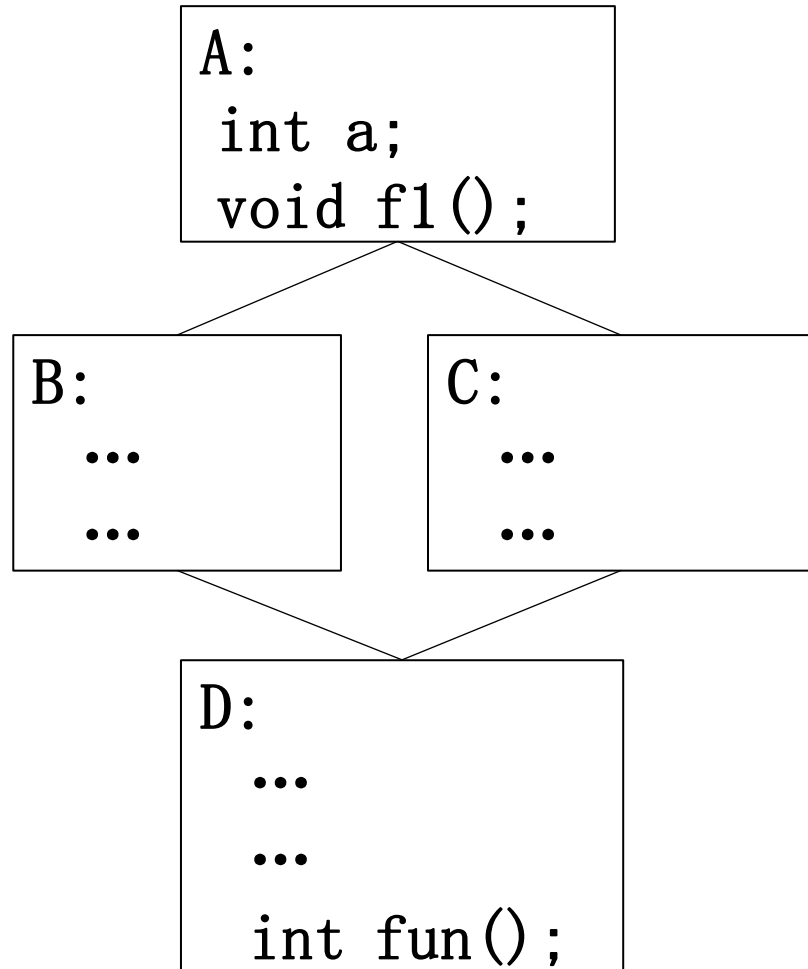 A:
int a;
void f1();
B:
…
…
C:
…
…
D:
…
…
int fun();